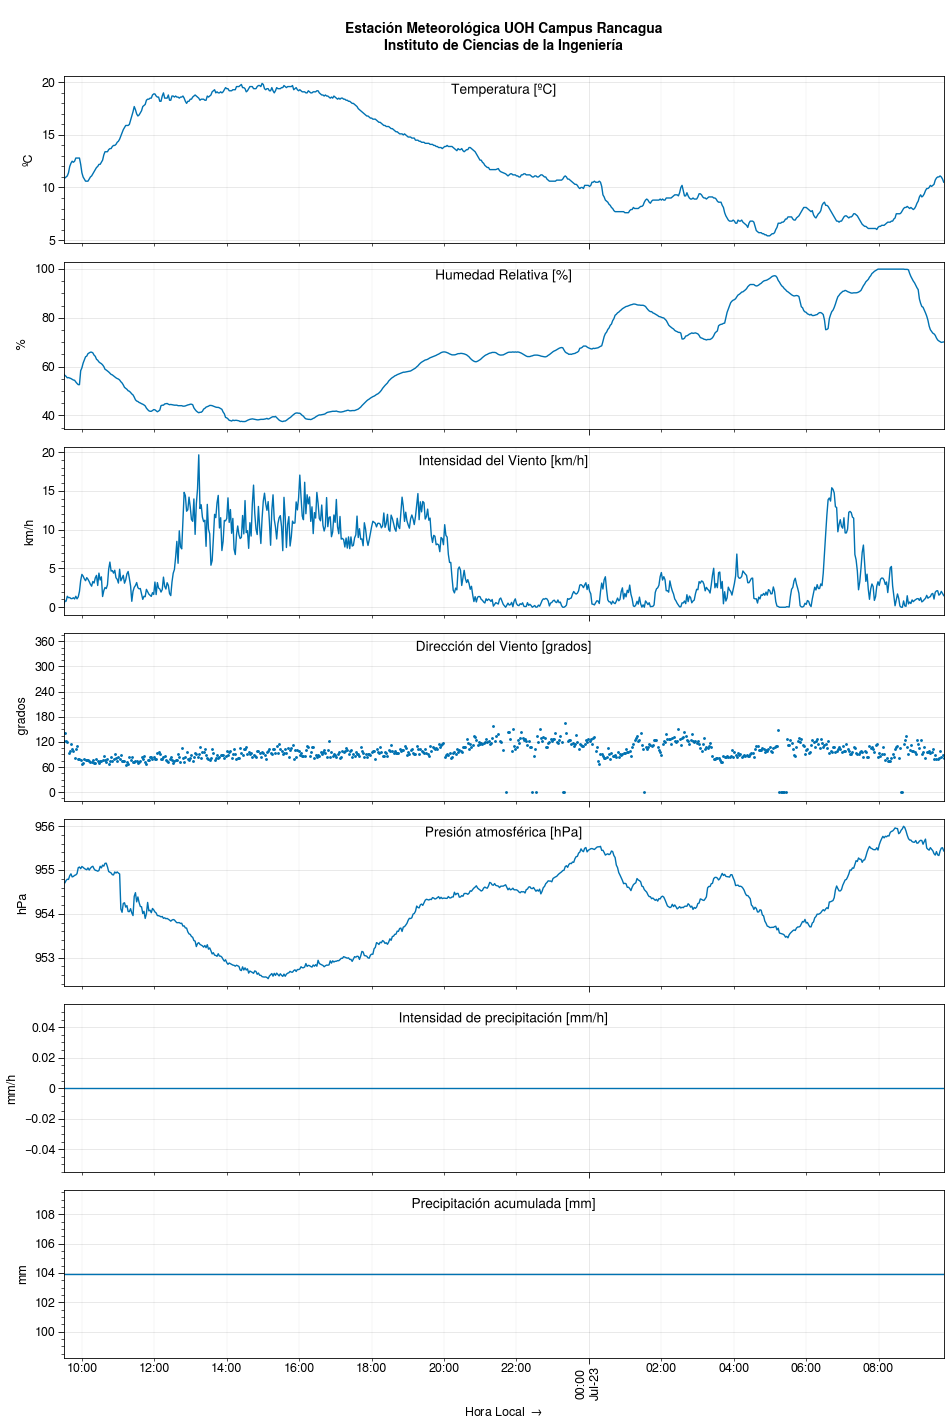 Estación Meteorológica UOH Campus Rancagua
Instituto de Ciencias de la Ingeniería
Temperatura [ºC]
ºC
20
15
10
5
Humedad Relativa [%]
%
100
80
60
40
Intensidad del Viento [km/h]
km/h
20
15
10
5
0
Dirección del Viento [grados]
grados
360
300
240
180
120
60
0
Presión atmosférica [hPa]
hPa
956
955
954
953
Intensidad de precipitación [mm/h]
mm/h
0.04
0.02
0
−0.02
−0.04
Precipitación acumulada [mm]
mm
108
106
104
102
100
10:00 12:00 14:00 16:00 18:00 20:00 22:00 00:00 02:00 04:00 06:00 08:00
Jul-23
Hora Local →